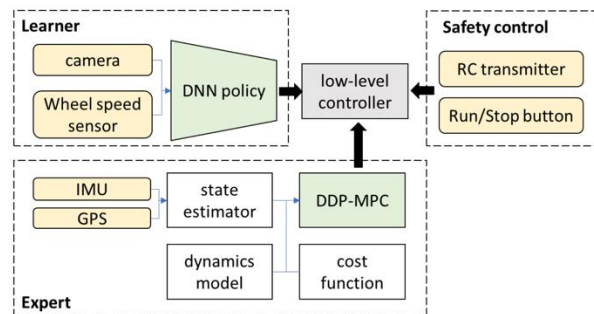 Learner
camera
Wheel speed
sensor
DNN policy
low-level
controller
Safety control
RC transmitter
Run/Stop button
IMU
GPS
state
estimator
DDP-MPC
dynamics
model
cost
function
Expert